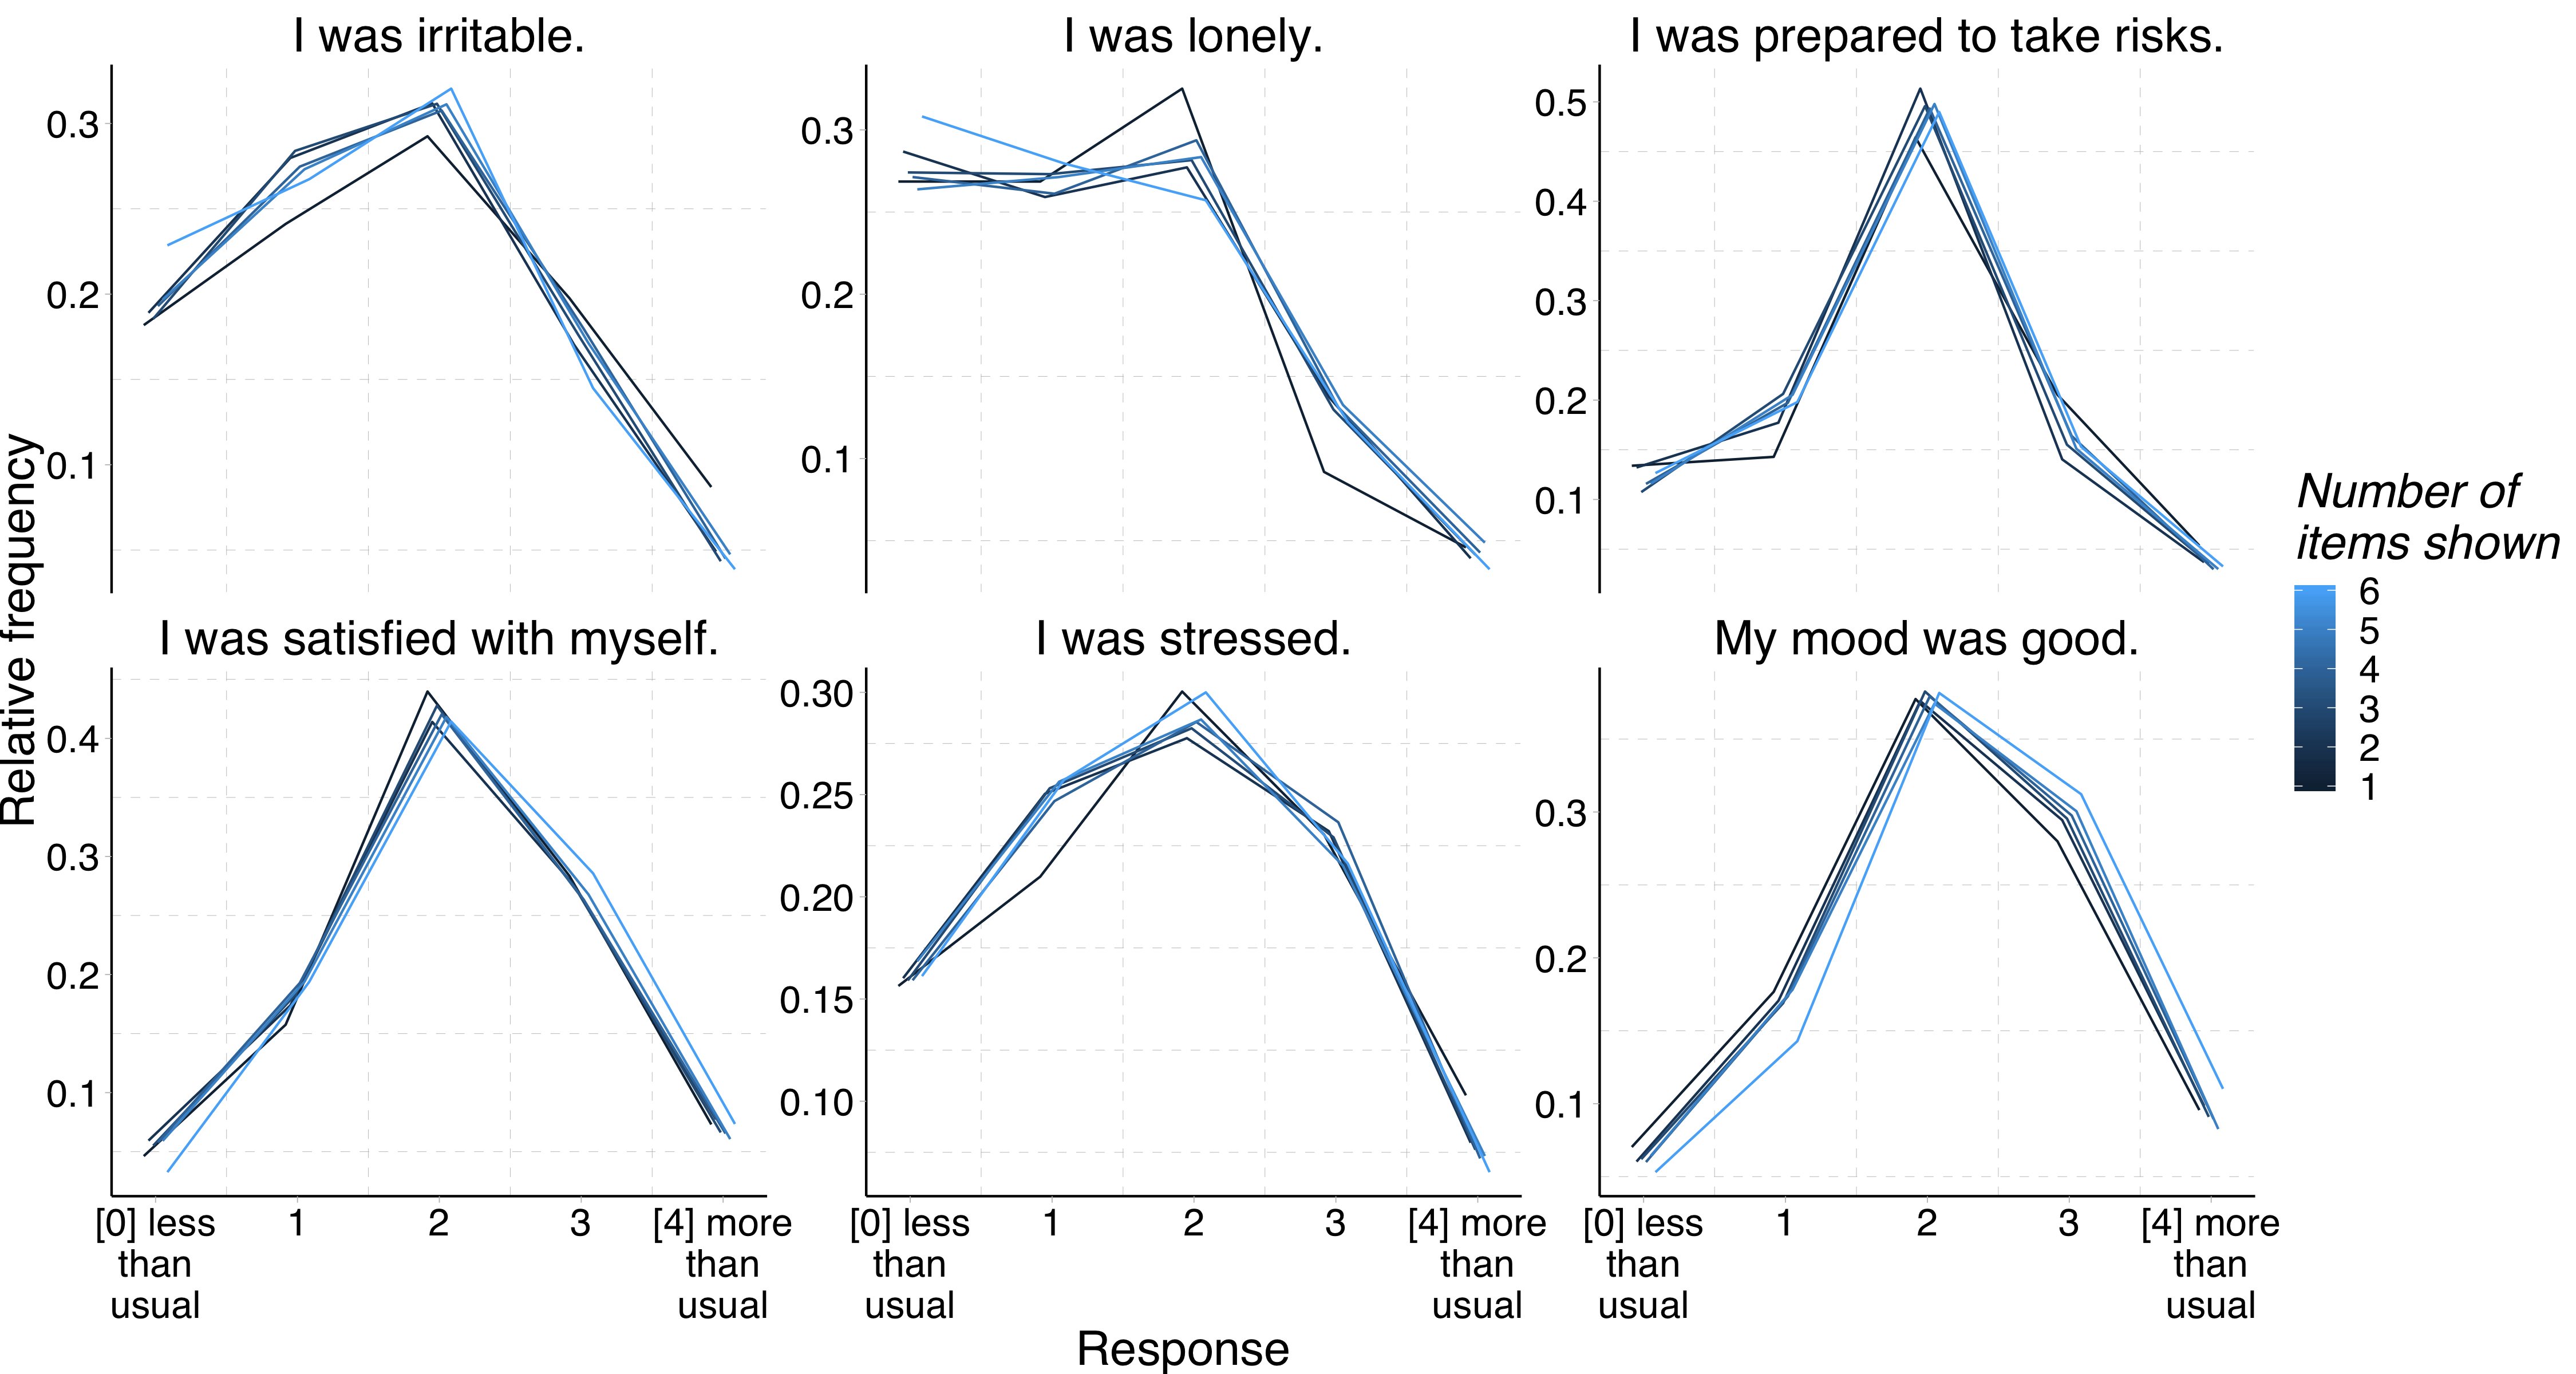 I was irritable.
I was lonely.
I was prepared to take risks.
0.3
0.2
0.1
0.3
0.2
0.1
0.5
0.4
0.3
0.2
0.1
Relative frequency
I was satisfied with myself.
I was stressed.
My mood was good.
0.4
0.3
0.2
0.1
0.30
0.25
0.20
0.15
0.10
0.3
0.2
0.1
[0] less
than
usual
1
2
3
[4] more
than
usual
[0] less
than
usual
1
2
3
[4] more
than
usual
[0] less
than
usual
1
2
3
[4] more
than
usual
Response
Number of
items shown
6
5
4
3
2
1